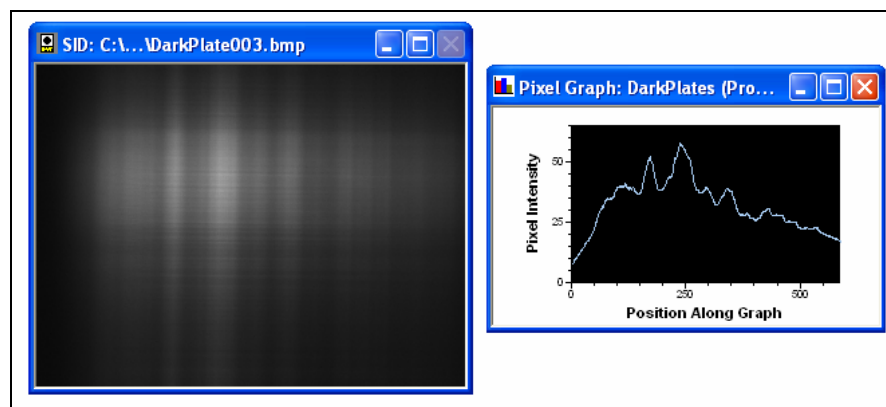 SID: C:\...\DarkPlate003.bmp
Pixel Graph: DarkPlates (Pro...
Pixel Intensity
50
25
0
0
250
500
Position Along Graph